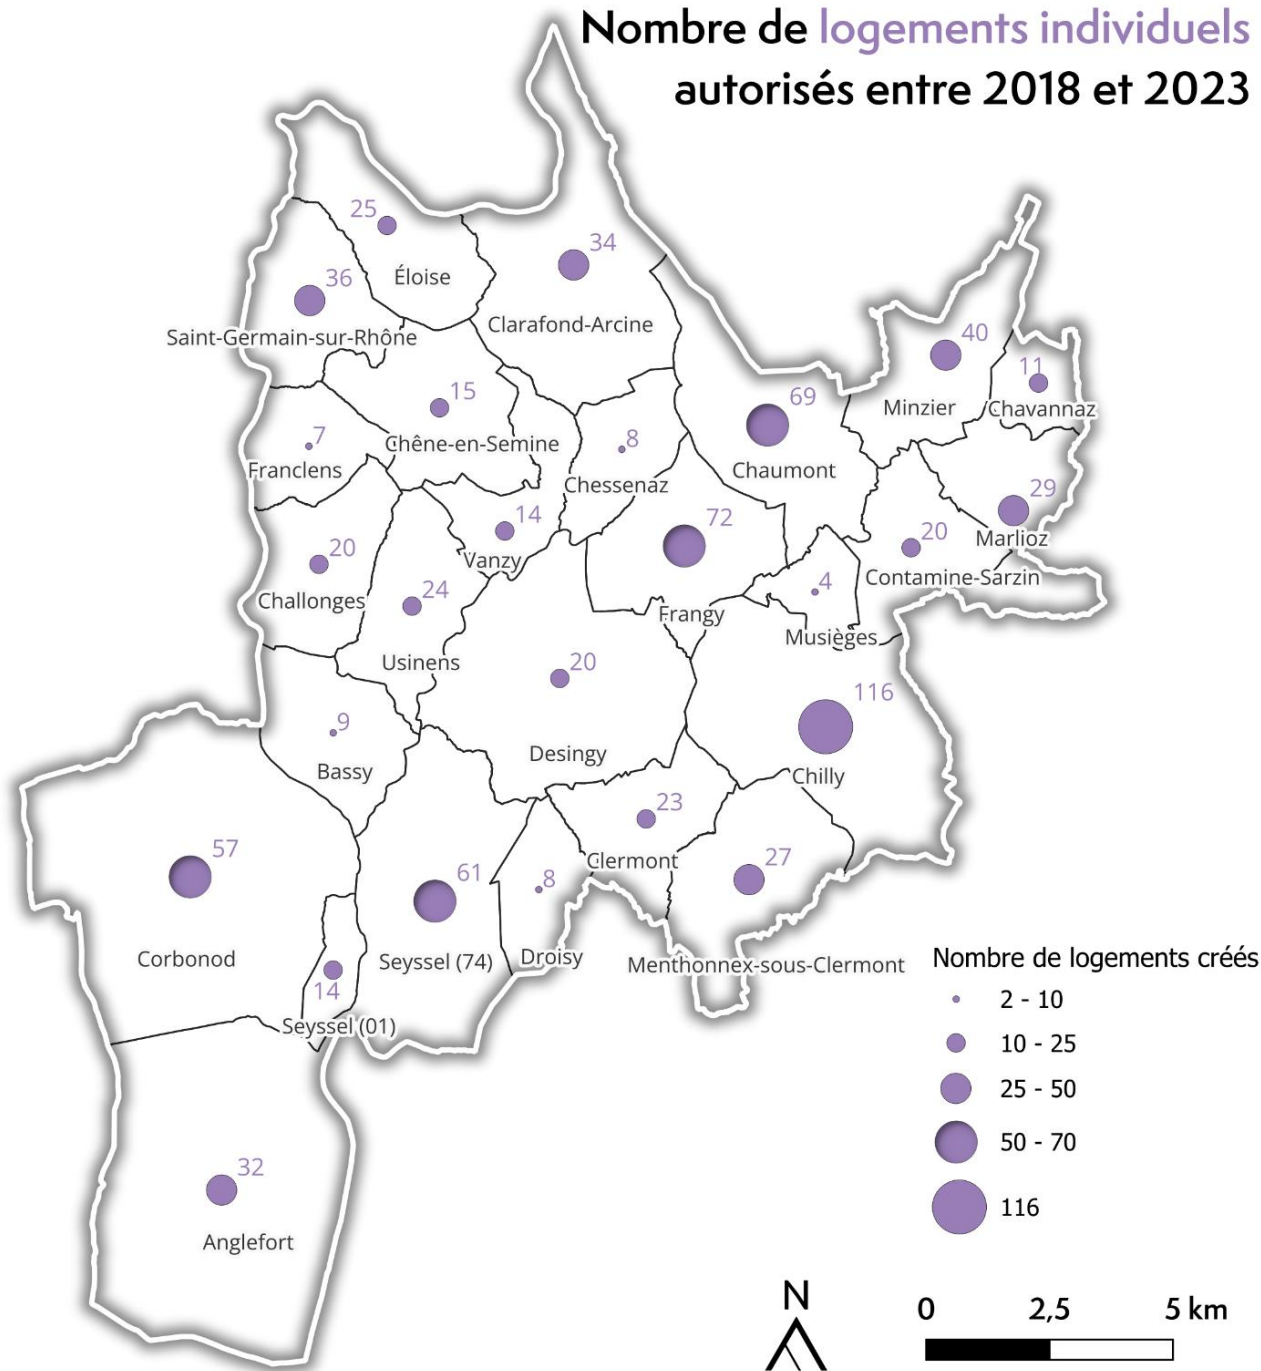 Nombre de logements individuels
autorisés entre 2018 et 2023
25
Éloise
34
Clarafond-Arcine
36
Saint-Germain-sur-Rhône
40
Minzier
11
Chavannaz
15
Chêne-en-Semine
69
Chaumont
7
Franclens
8
Chessenaz
29
Marlioz
14
Vanzy
72
Frangy
20
Contamine-Sarzin
20
Challonges
24
Usinens
4
Musièges
20
Desingy
116
Chilly
9
Bassy
23
Clermont
27
Menthonnex-sous-Clermont
57
Corbonod
61
Seyssel (74)
8
Droisy
14
Seyssel (01)
32
Anglefort
Nombre de logements créés
2 - 10
10 - 25
25 - 50
50 - 70
116
N
0 2,5 5 km